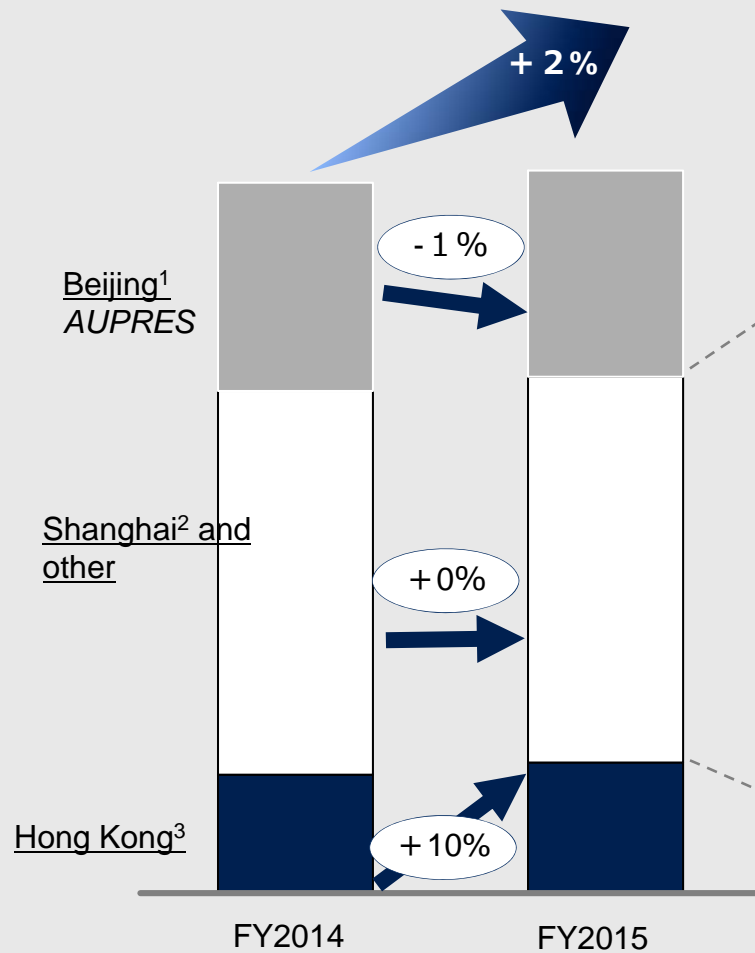 + 2%
- 1 %
Beijing¹
AUPRES
Shanghai² and
other
+0%
Hong Kong³
+10%
FY2014
FY2015